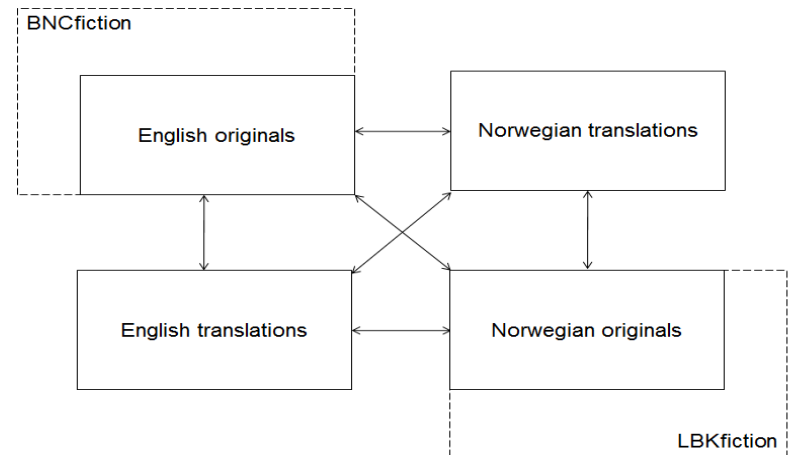 BNCfiction
English originals
Norwegian translations
English translations
Norwegian originals
LBKfiction